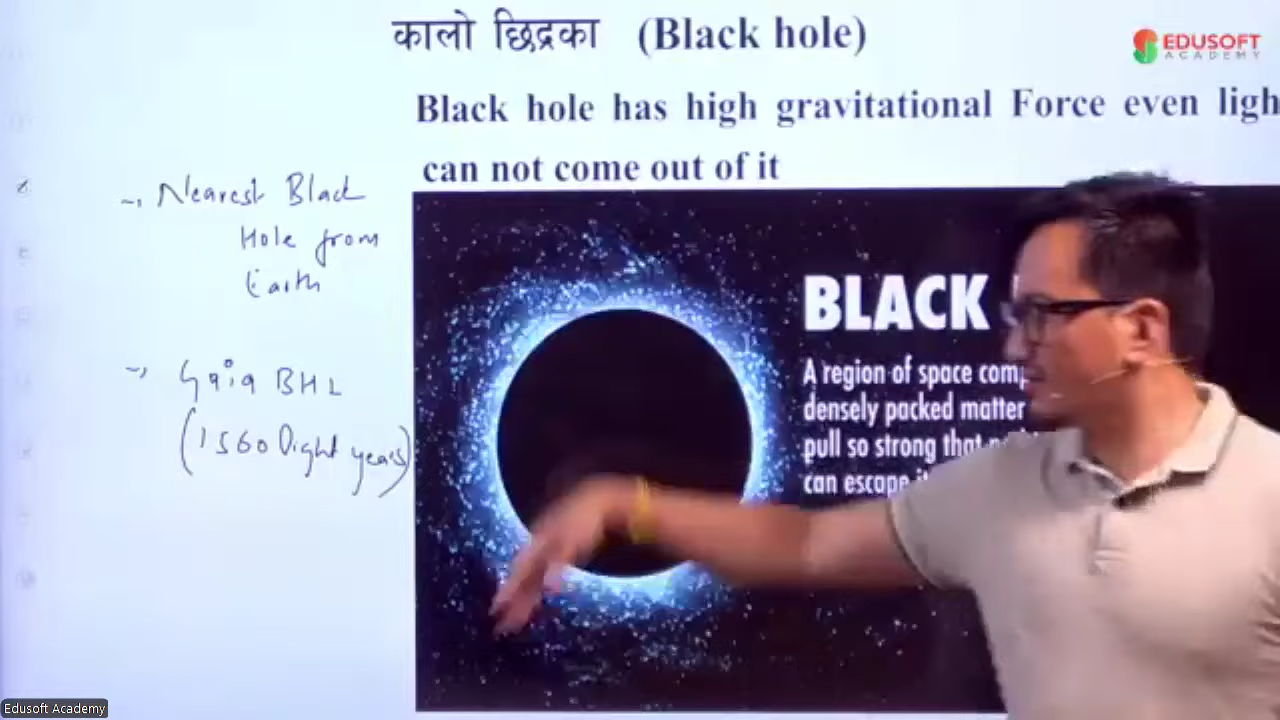 कालो छिद्रका (Black hole)
EDUSOFT
ACADEMY
Black hole has high gravitational Force even ligh
can not come out of it
Nearest Black
Hole from
Earth
Gaia BH1
(1560 light years)
BLACK
A region of space comp
densely packed matter
pull so strong that
can escape
Edusoft Academy